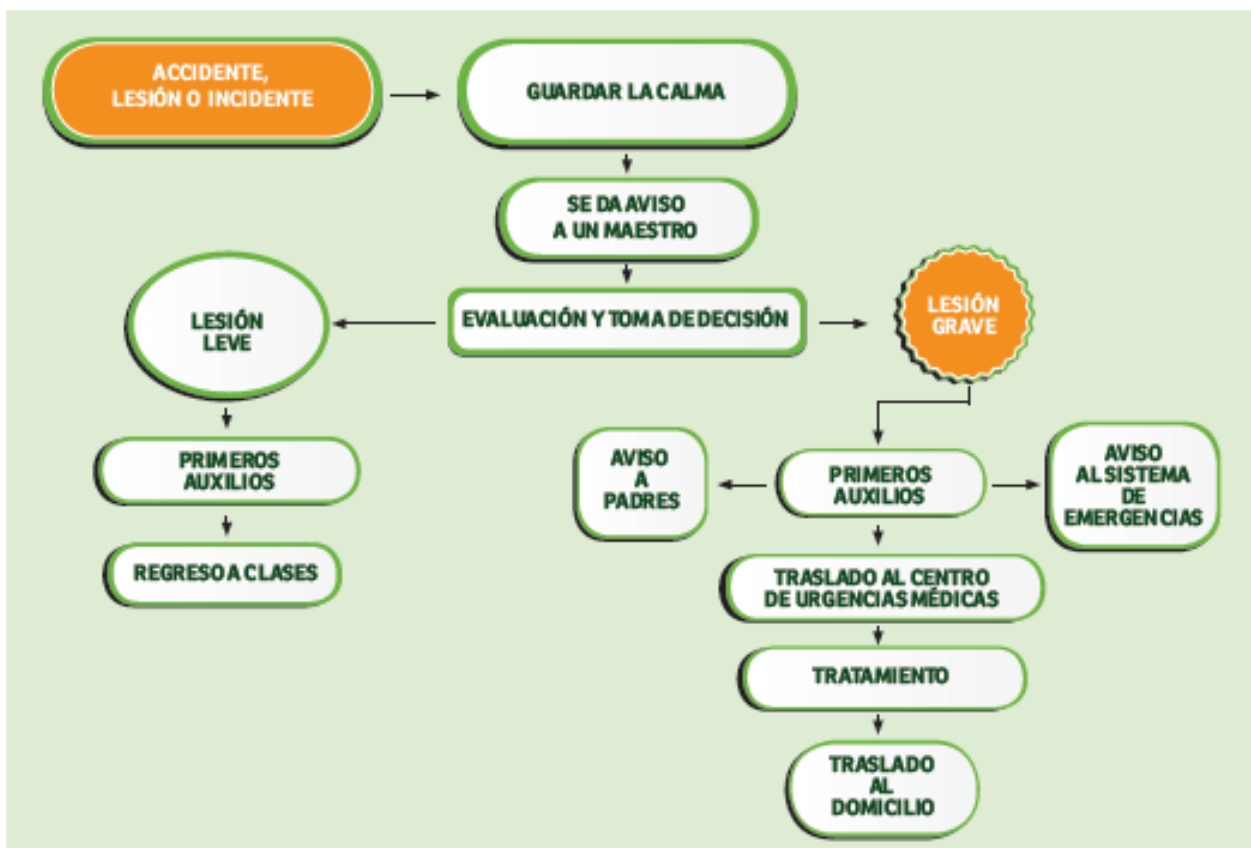 ACCIDENTE,
LESIÓN O INCIDENTE
GUARDAR LA CALMA
SE DA AVISO
A UN MAESTRO
EVALUACIÓN Y TOMA DE DECISIÓN
LESIÓN
LEVE
LESIÓN
GRAVE
PRIMEROS
AUXILIOS
REGRESO A CLASES
AVISO
A
PADRES
PRIMEROS
AUXILIOS
AVISO
AL SISTEMA
DE
EMERGENCIAS
TRASLADO AL CENTRO
DE URGENCIAS MÉDICAS
TRATAMIENTO
TRASLADO
AL
DOMICILIO